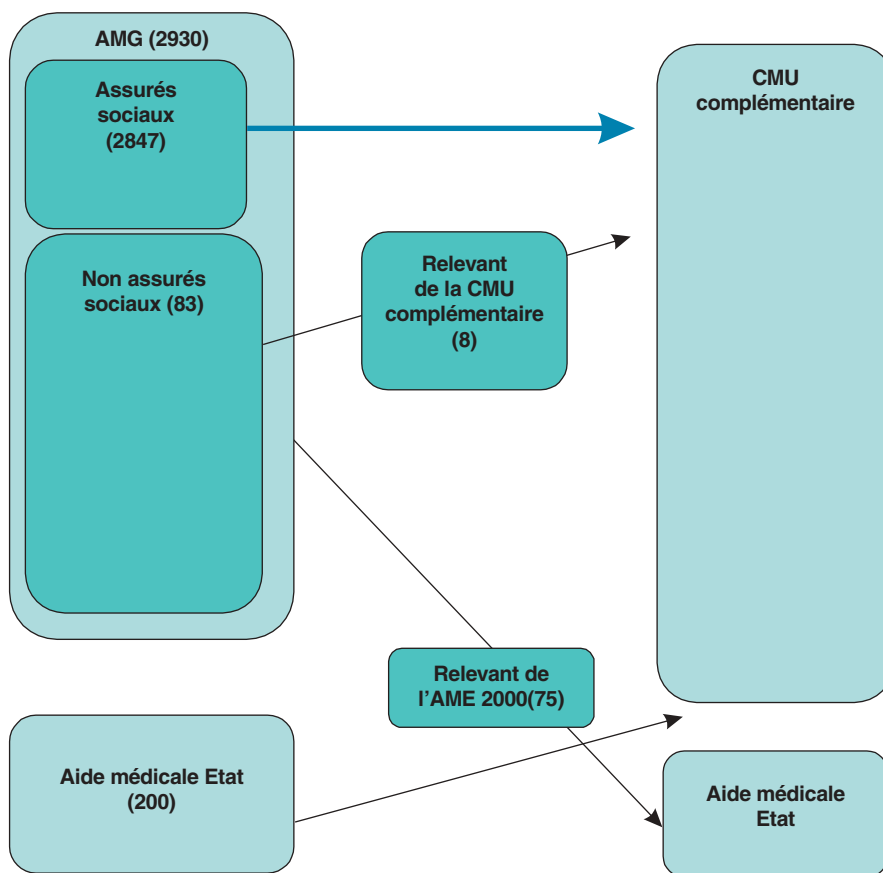 AMG (2930)
Assurés
sociaux
(2847)
Non assurés
sociaux (83)
Relevant
de la CMU
complémentaire
(8)
CMU
complémentaire
Relevant de
l'AME 2000(75)
Aide médicale Etat
(200)
Aide médicale
Etat